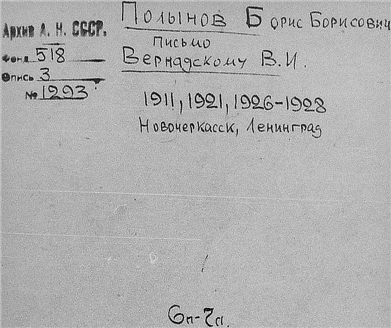 Архив А. Н. СССР.
Фонд 518
Опись 3
№ 1293
Полынов Борис Борисович
Письмо
Вернадскому В.И.
1911, 1921, 1926-1928
Новочеркасск, Ленинград